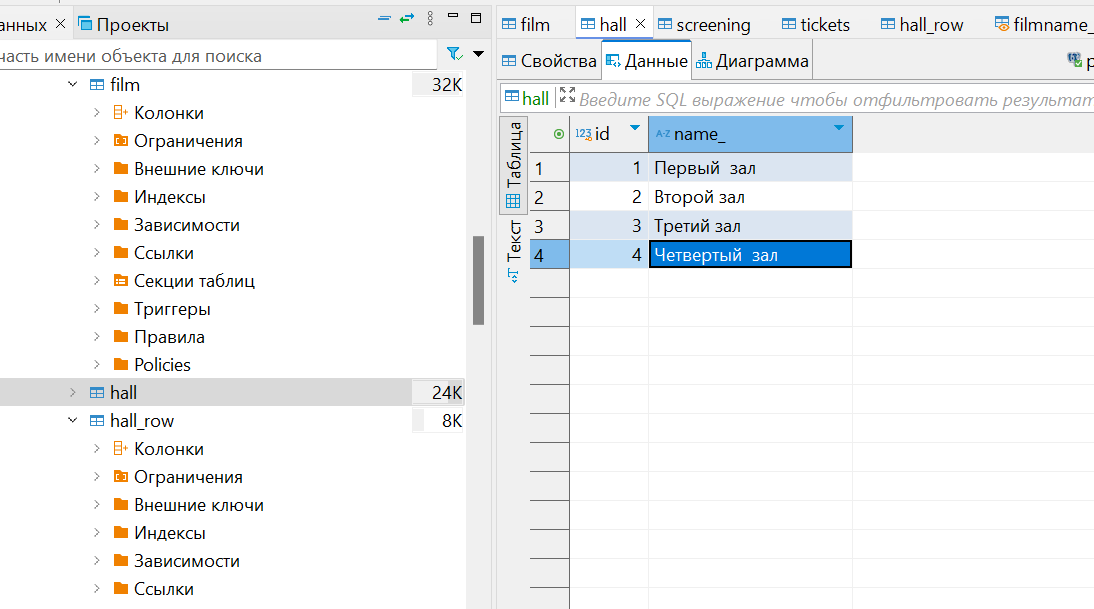 анных × Проекты
часть имени объекта для поиска
film 32K
Колонки
Ограничения
Внешние ключи
Индексы
Зависимости
Ссылки
Секции таблиц
Триггеры
Правила
Policies
hall 24K
hall_row 8K
Колонки
Ограничения
Внешние ключи
Индексы
Зависимости
Ссылки
film hall × screening tickets hall_row filmname_
Свойства Данные Диаграмма р
hall Введите SQL выражение чтобы отфильтровать результат
Таблица
Текст
123 id A-Z name_
1 1 Первый зал
2 2 Второй зал
3 3 Третий зал
4 4 Четвертый зал